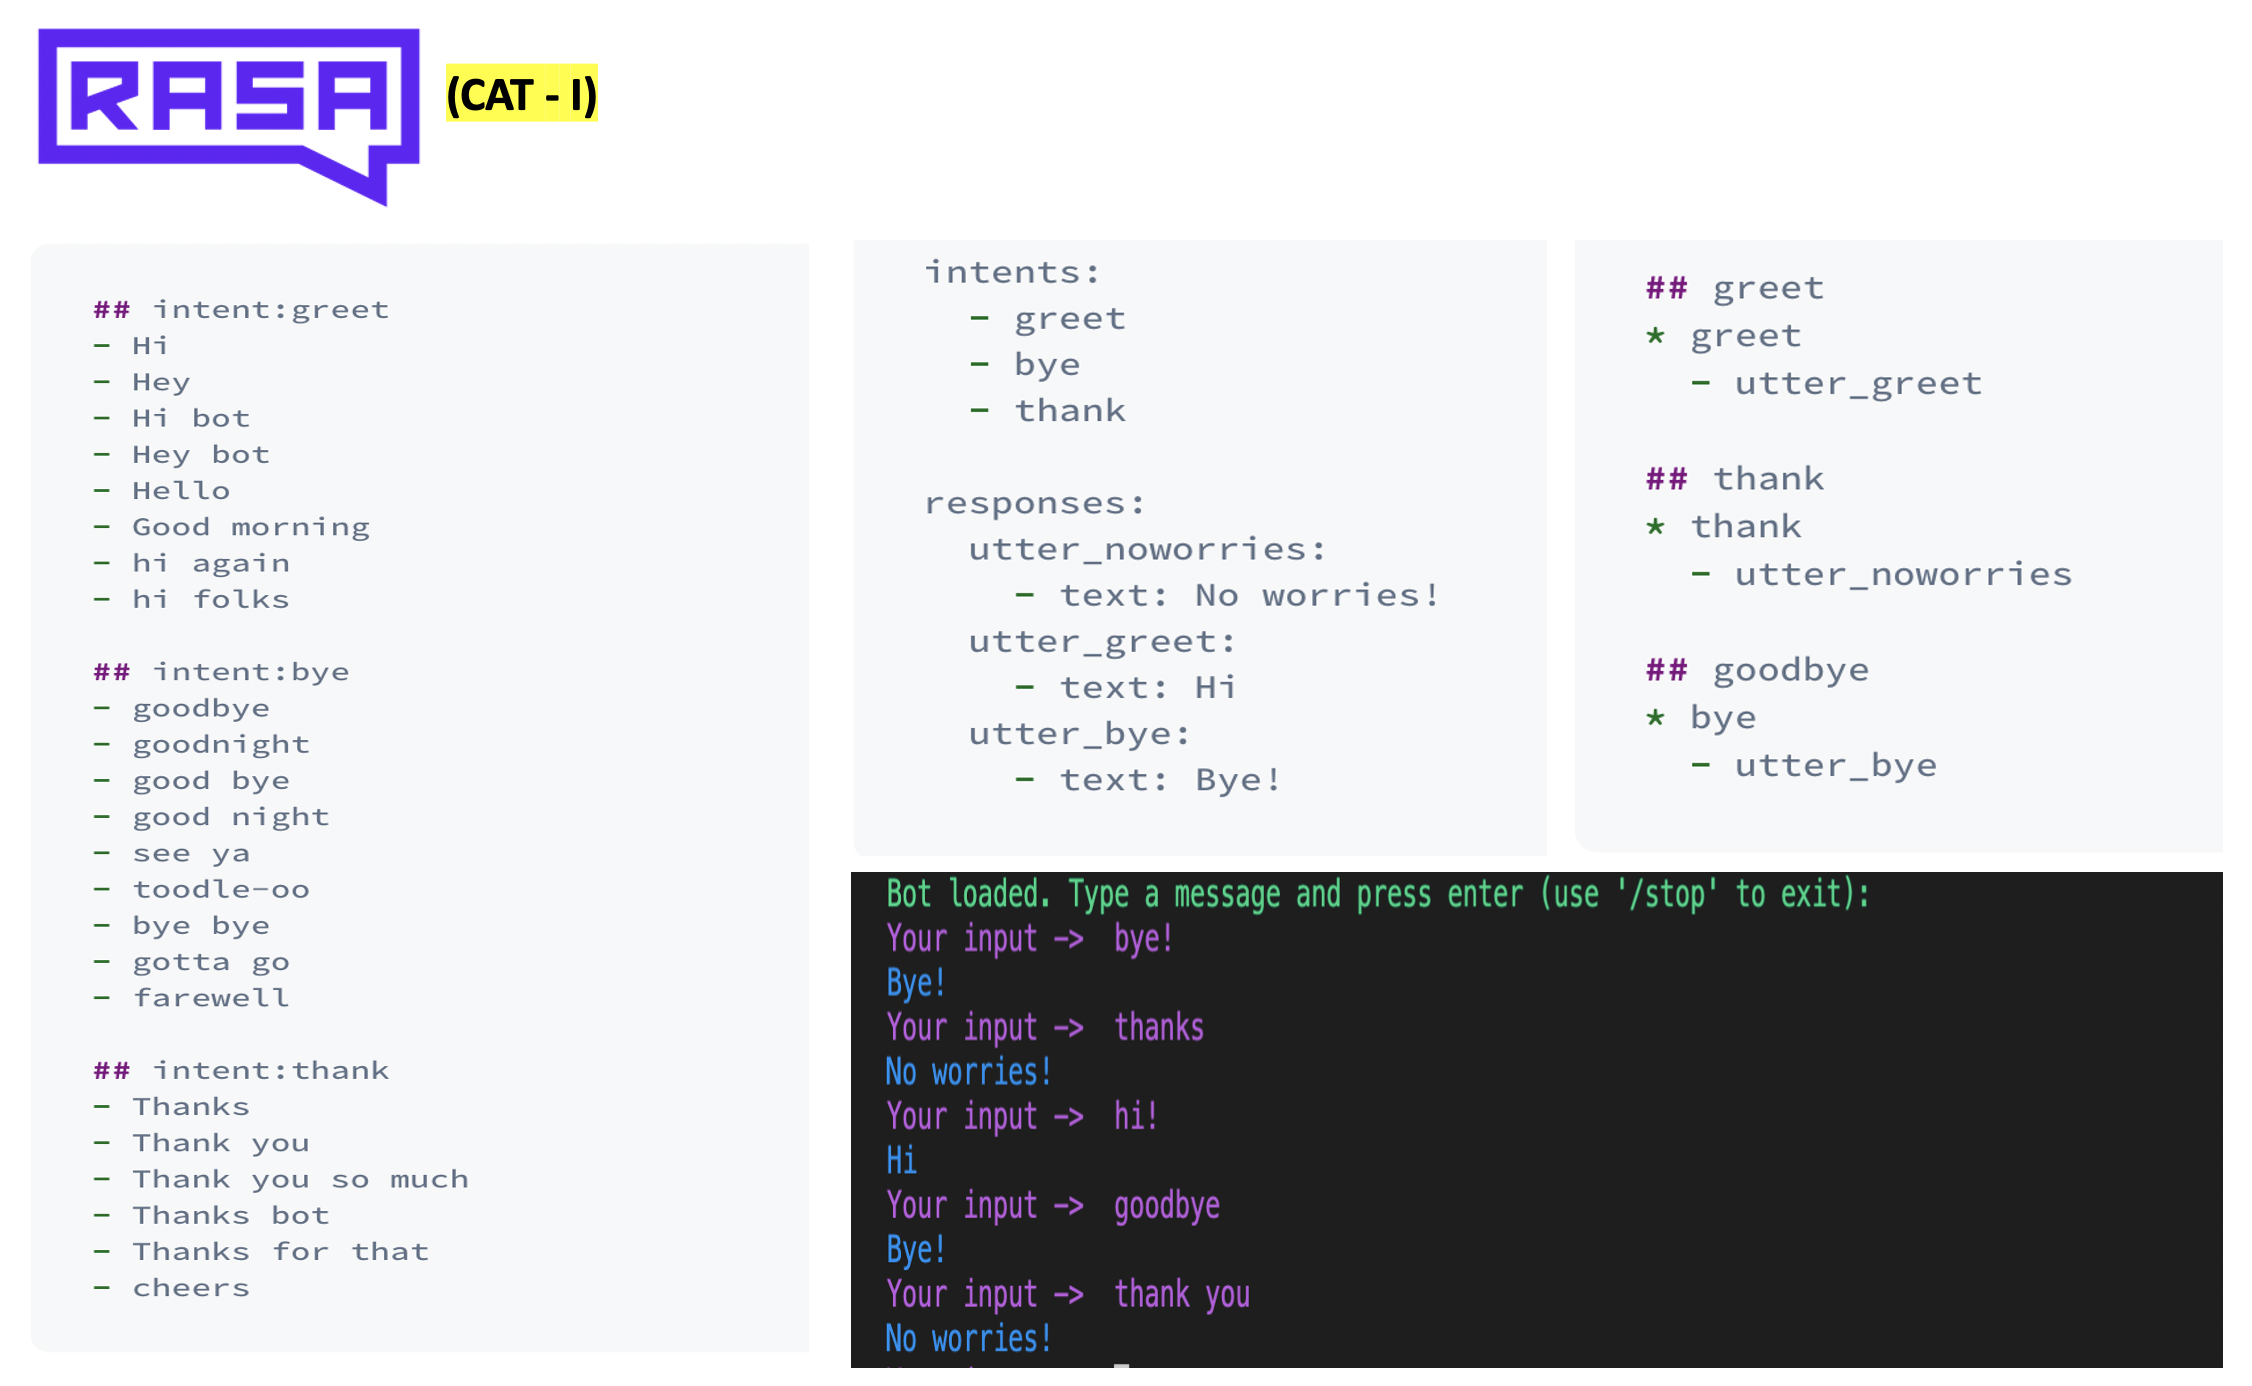 RASA
(CAT - I)
## intent:greet
- Hi
- Hey
- Hi bot
- Hey bot
- Hello
- Good morning
- hi again
- hi folks
## intent:bye
- goodbye
- goodnight
- good bye
- good night
- see ya
- toodle-oo
- bye bye
- gotta go
- farewell
## intent:thank
- Thanks
- Thank you
- Thank you so much
- Thanks bot
- Thanks for that
- cheers
intents:
- greet
- bye
- thank
responses:
utter_noworries:
- text: No worries!
utter_greet:
- text: Hi
utter_bye:
- text: Bye!
## greet
* greet
- utter_greet
## thank
* thank
- utter_noworries
## goodbye
* bye
- utter_bye
Bot loaded. Type a message and press enter (use '/stop' to exit):
Your input -> bye!
Bye!
Your input -> thanks
No worries!
Your input -> hi!
Hi
Your input -> goodbye
Bye!
Your input -> thank you
No worries!